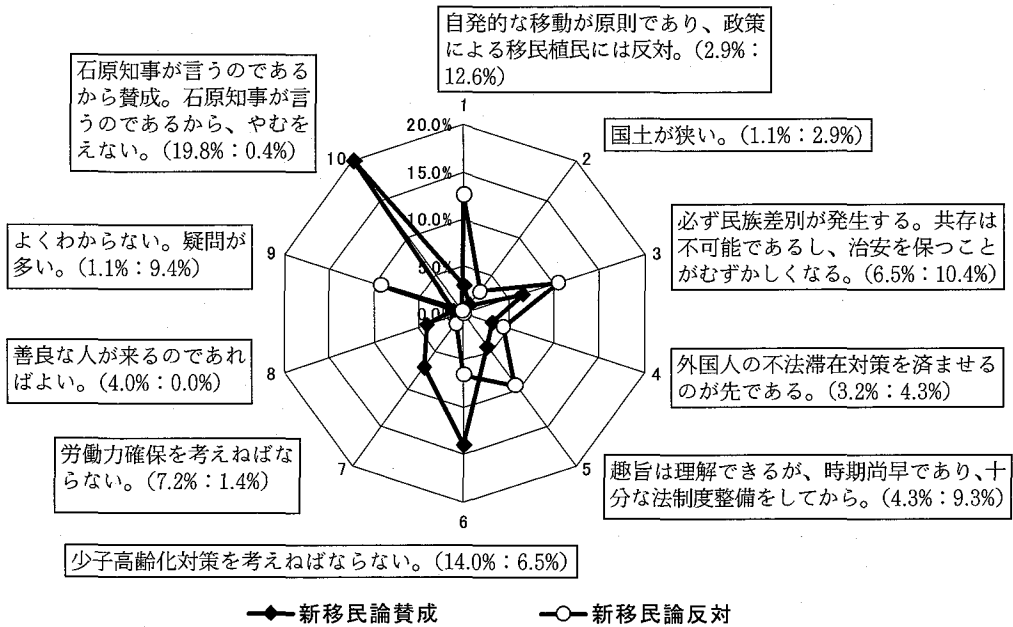 自発的な移動が原則であり、政策
による移民植民には反対。(2.9%：
12.6%)
国土が狭い。(1.1%：2.9%)
必ず民族差別が発生する。共存は
不可能であるし、治安を保つこと
がむずかしくなる。(6.5%：10.4%)
外国人の不法滞在対策を済ませる
のが先である。(3.2%：4.3%)
趣旨は理解できるが、時期尚早であり、十
分な法制度整備をしてから。(4.3%：9.3%)
少子高齢化対策を考えねばならない。(14.0%：6.5%)
労働力確保を考えねばな
らない。(7.2%：1.4%)
善良な人が来るのであれ
ばよい。(4.0%：0.0%)
よくわからない。疑問が
多い。(1.1%：9.4%)
石原知事が言うのである
から賛成。石原知事が言
うのであるから、やむを
えない。(19.8%：0.4%)
1
2
3
4
5
6
7
8
9
10
20.0%
15.0%
10.0%
5.0%
0.0%
新移民論賛成
新移民論反対